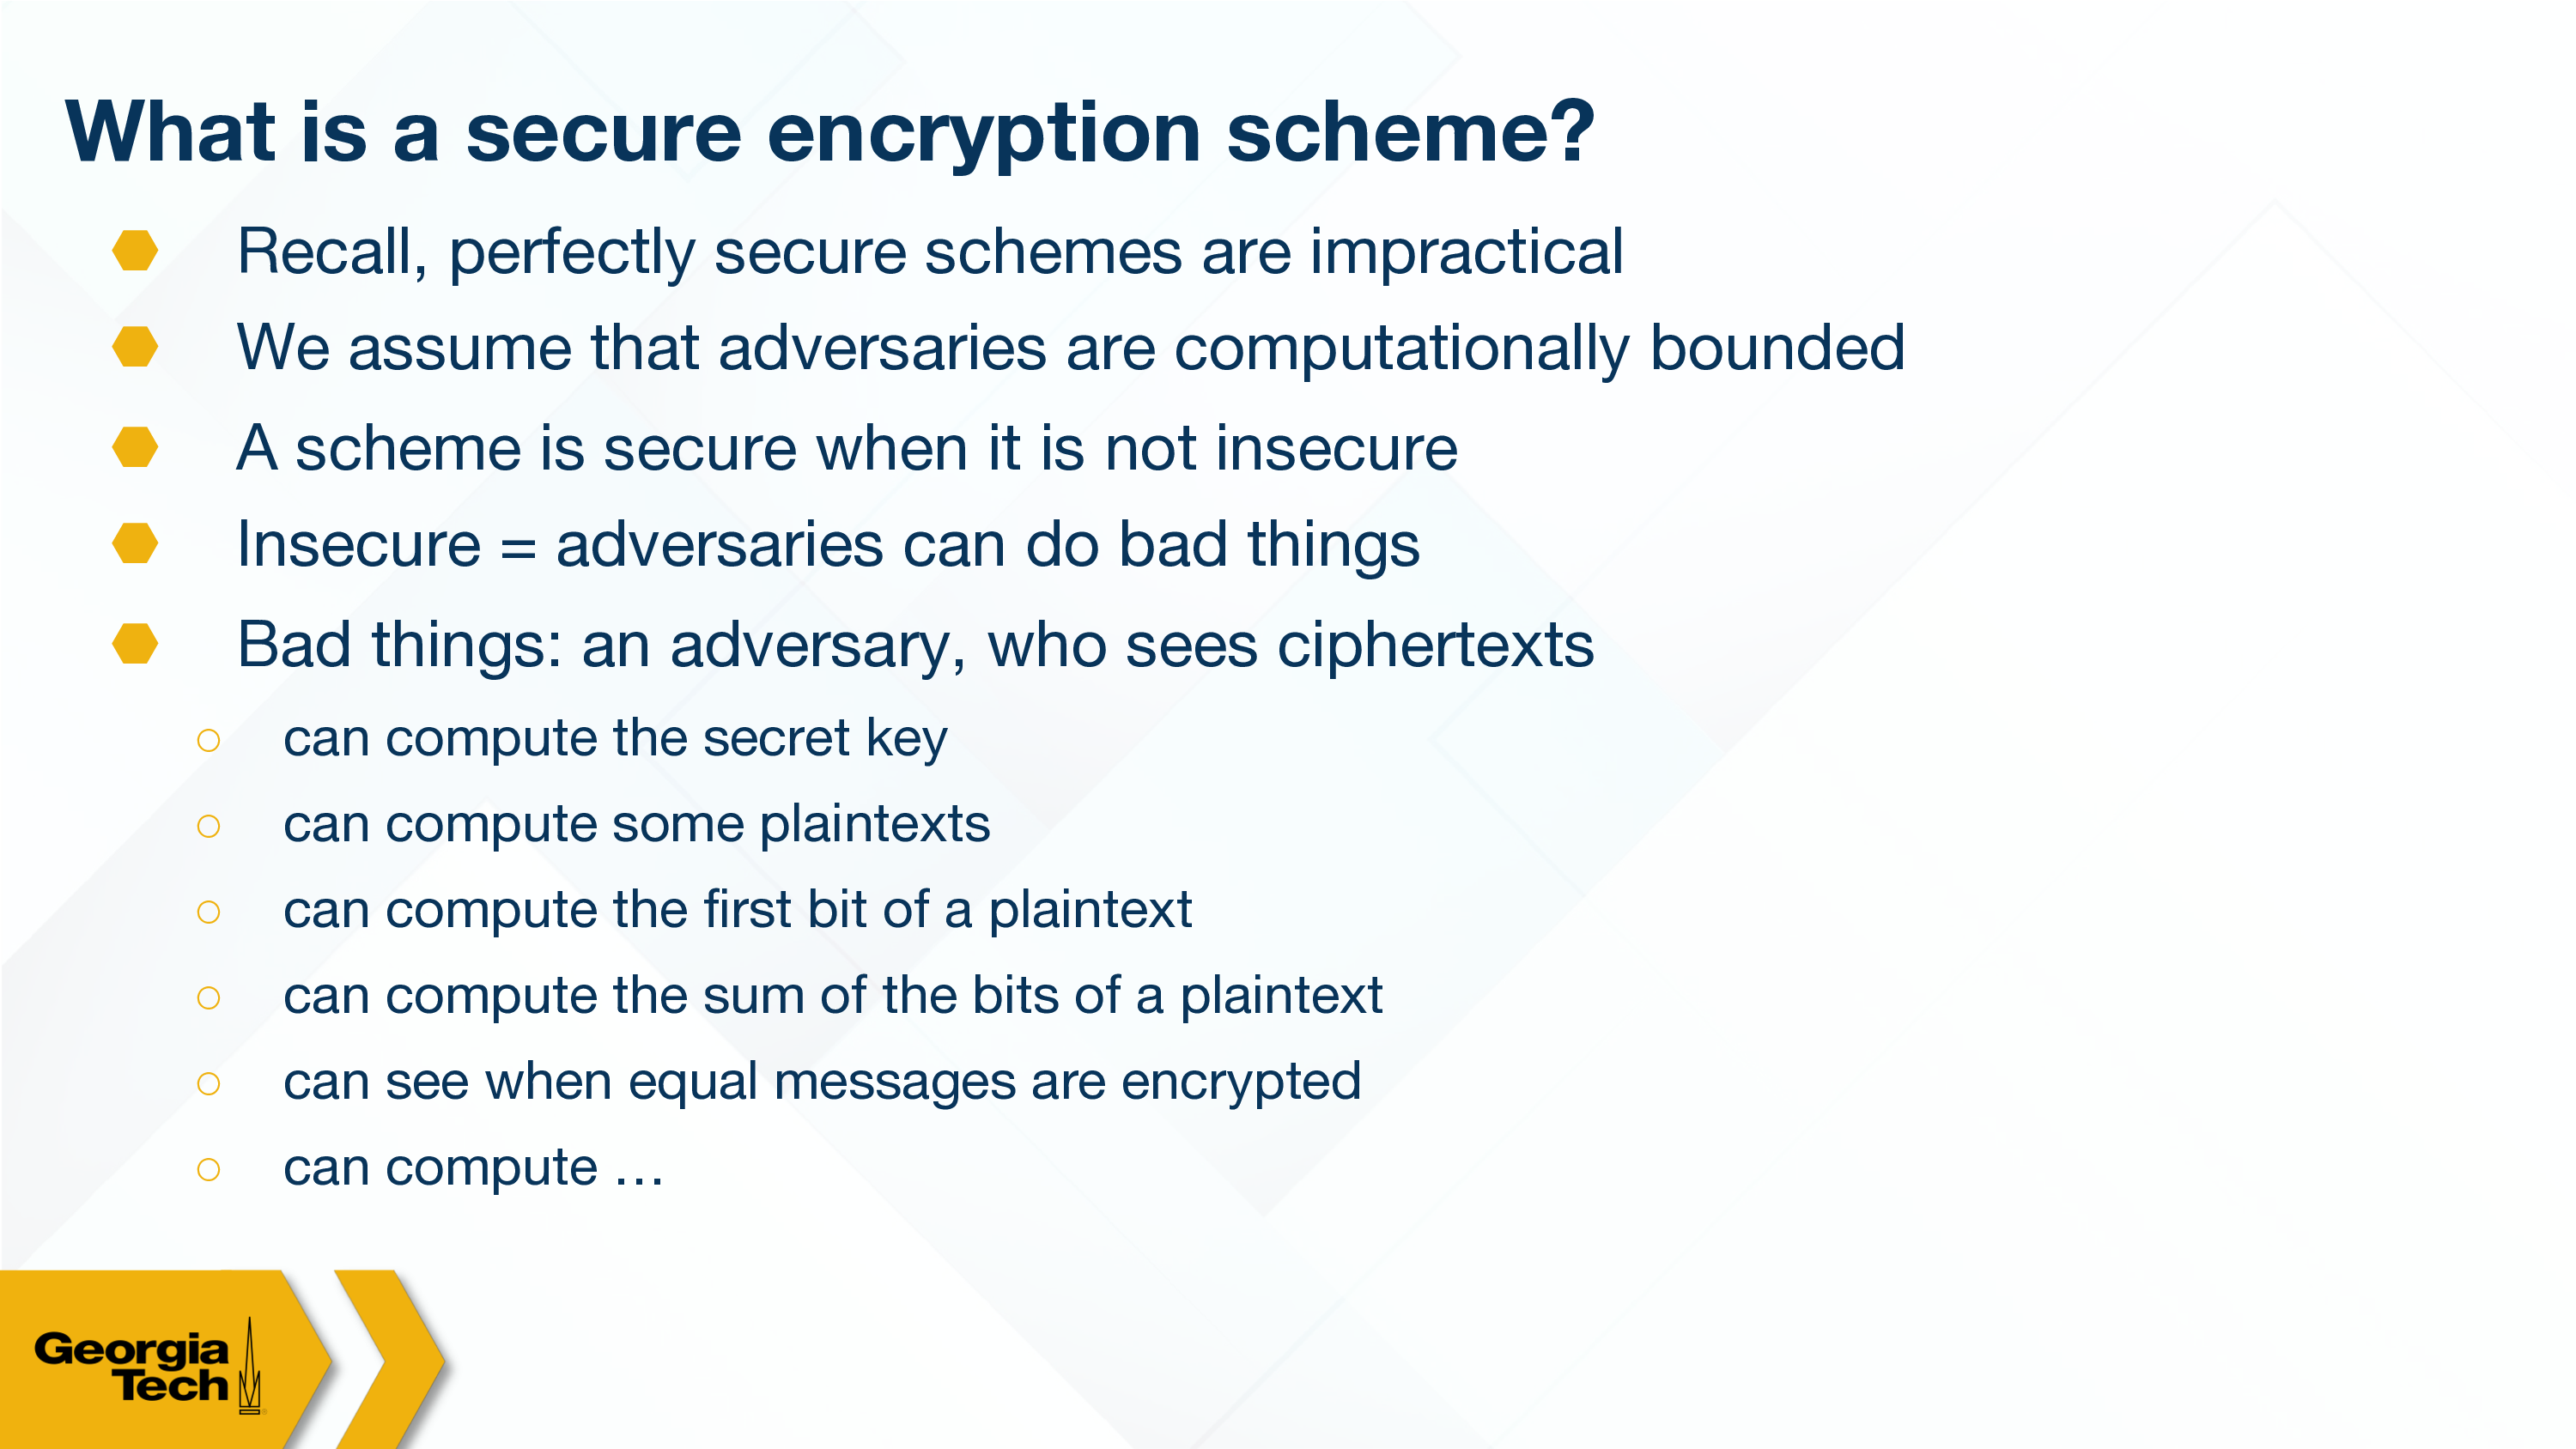 What is a secure encryption scheme?
Recall, perfectly secure schemes are impractical
We assume that adversaries are computationally bounded
A scheme is secure when it is not insecure
Insecure = adversaries can do bad things
Bad things: an adversary, who sees ciphertexts
can compute the secret key
can compute some plaintexts
can compute the first bit of a plaintext
can compute the sum of the bits of a plaintext
can see when equal messages are encrypted
can compute …
Georgia
Tech